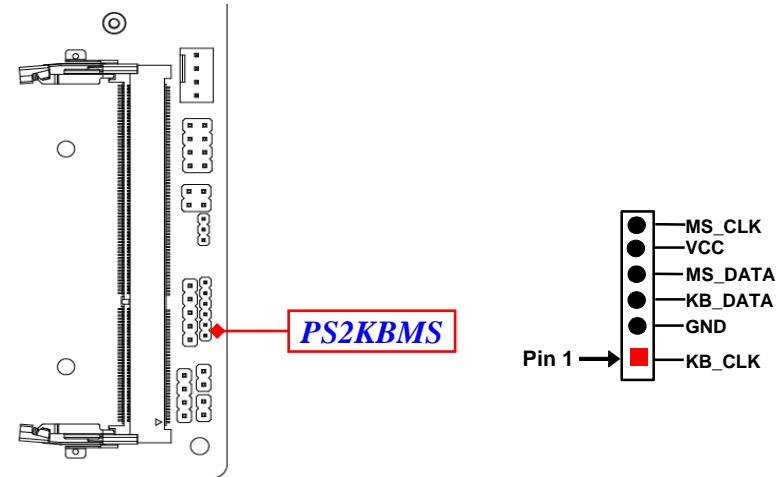 PS2KBMS
MS_CLK
VCC
MS_DATA
KB_DATA
GND
Pin 1
KB_CLK